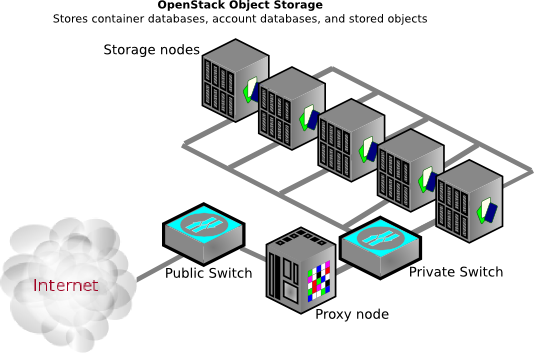 OpenStack Object Storage
Stores container databases, account databases, and stored objects
Storage nodes
Public Switch
Private Switch
Internet
Proxy node